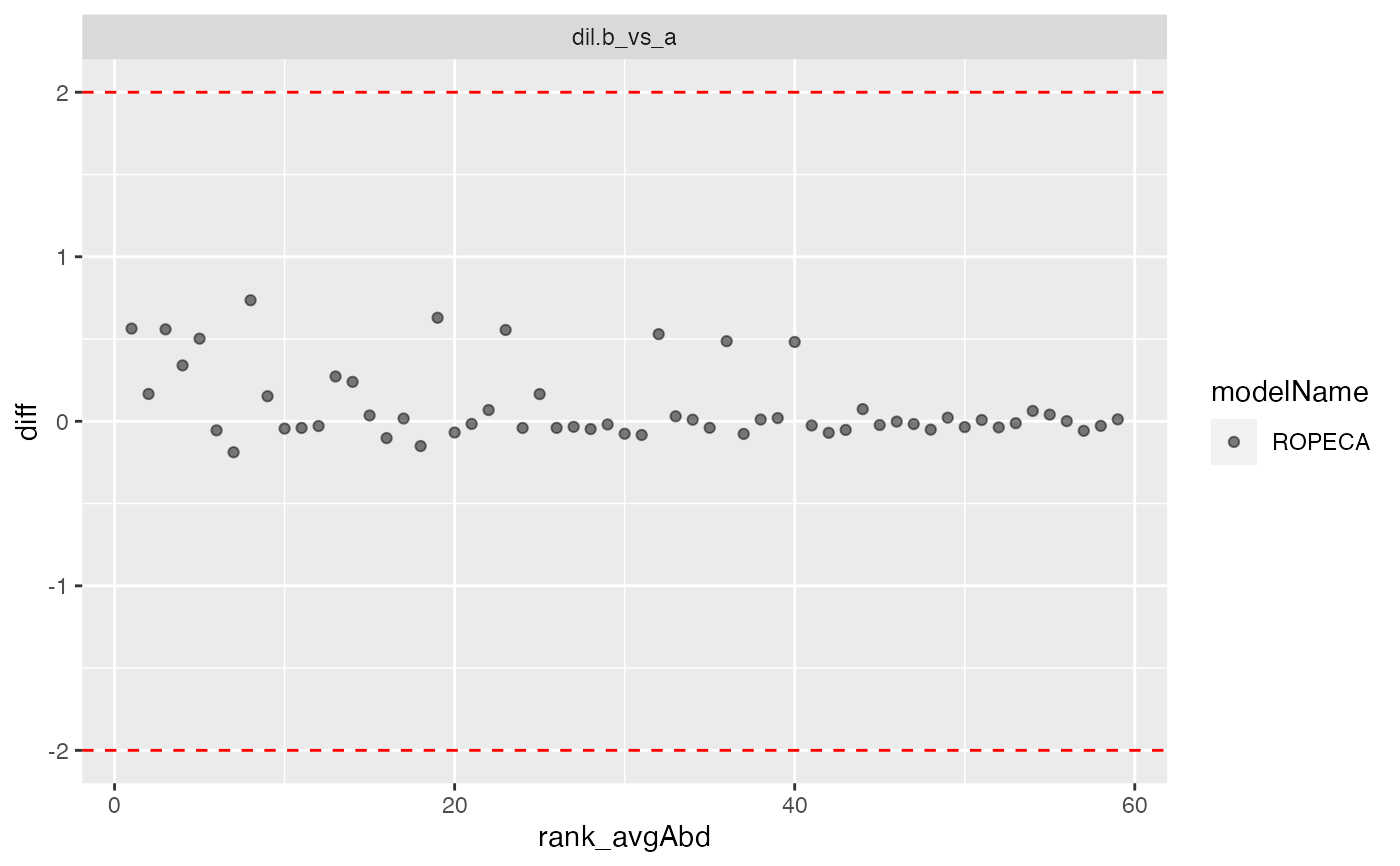 dil.b_vs_a
2
1
0
-1
-2
diff
0 20 40 60
rank_avgAbd
modelName
ROPECA